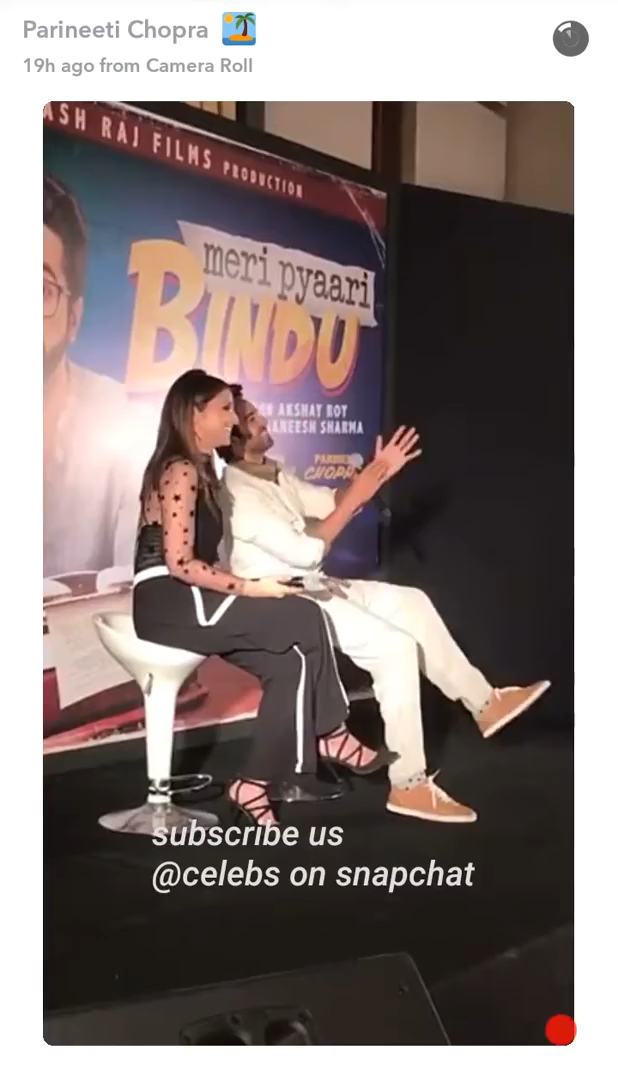 Parineeti Chopra
19h ago from Camera Roll
ASH RAJ FILMS PRODUCTION
meri pyaari
BINDU
AKSHAY ROY
SHARMA
CHOPRA
subscribe us
@celebs on snapchat